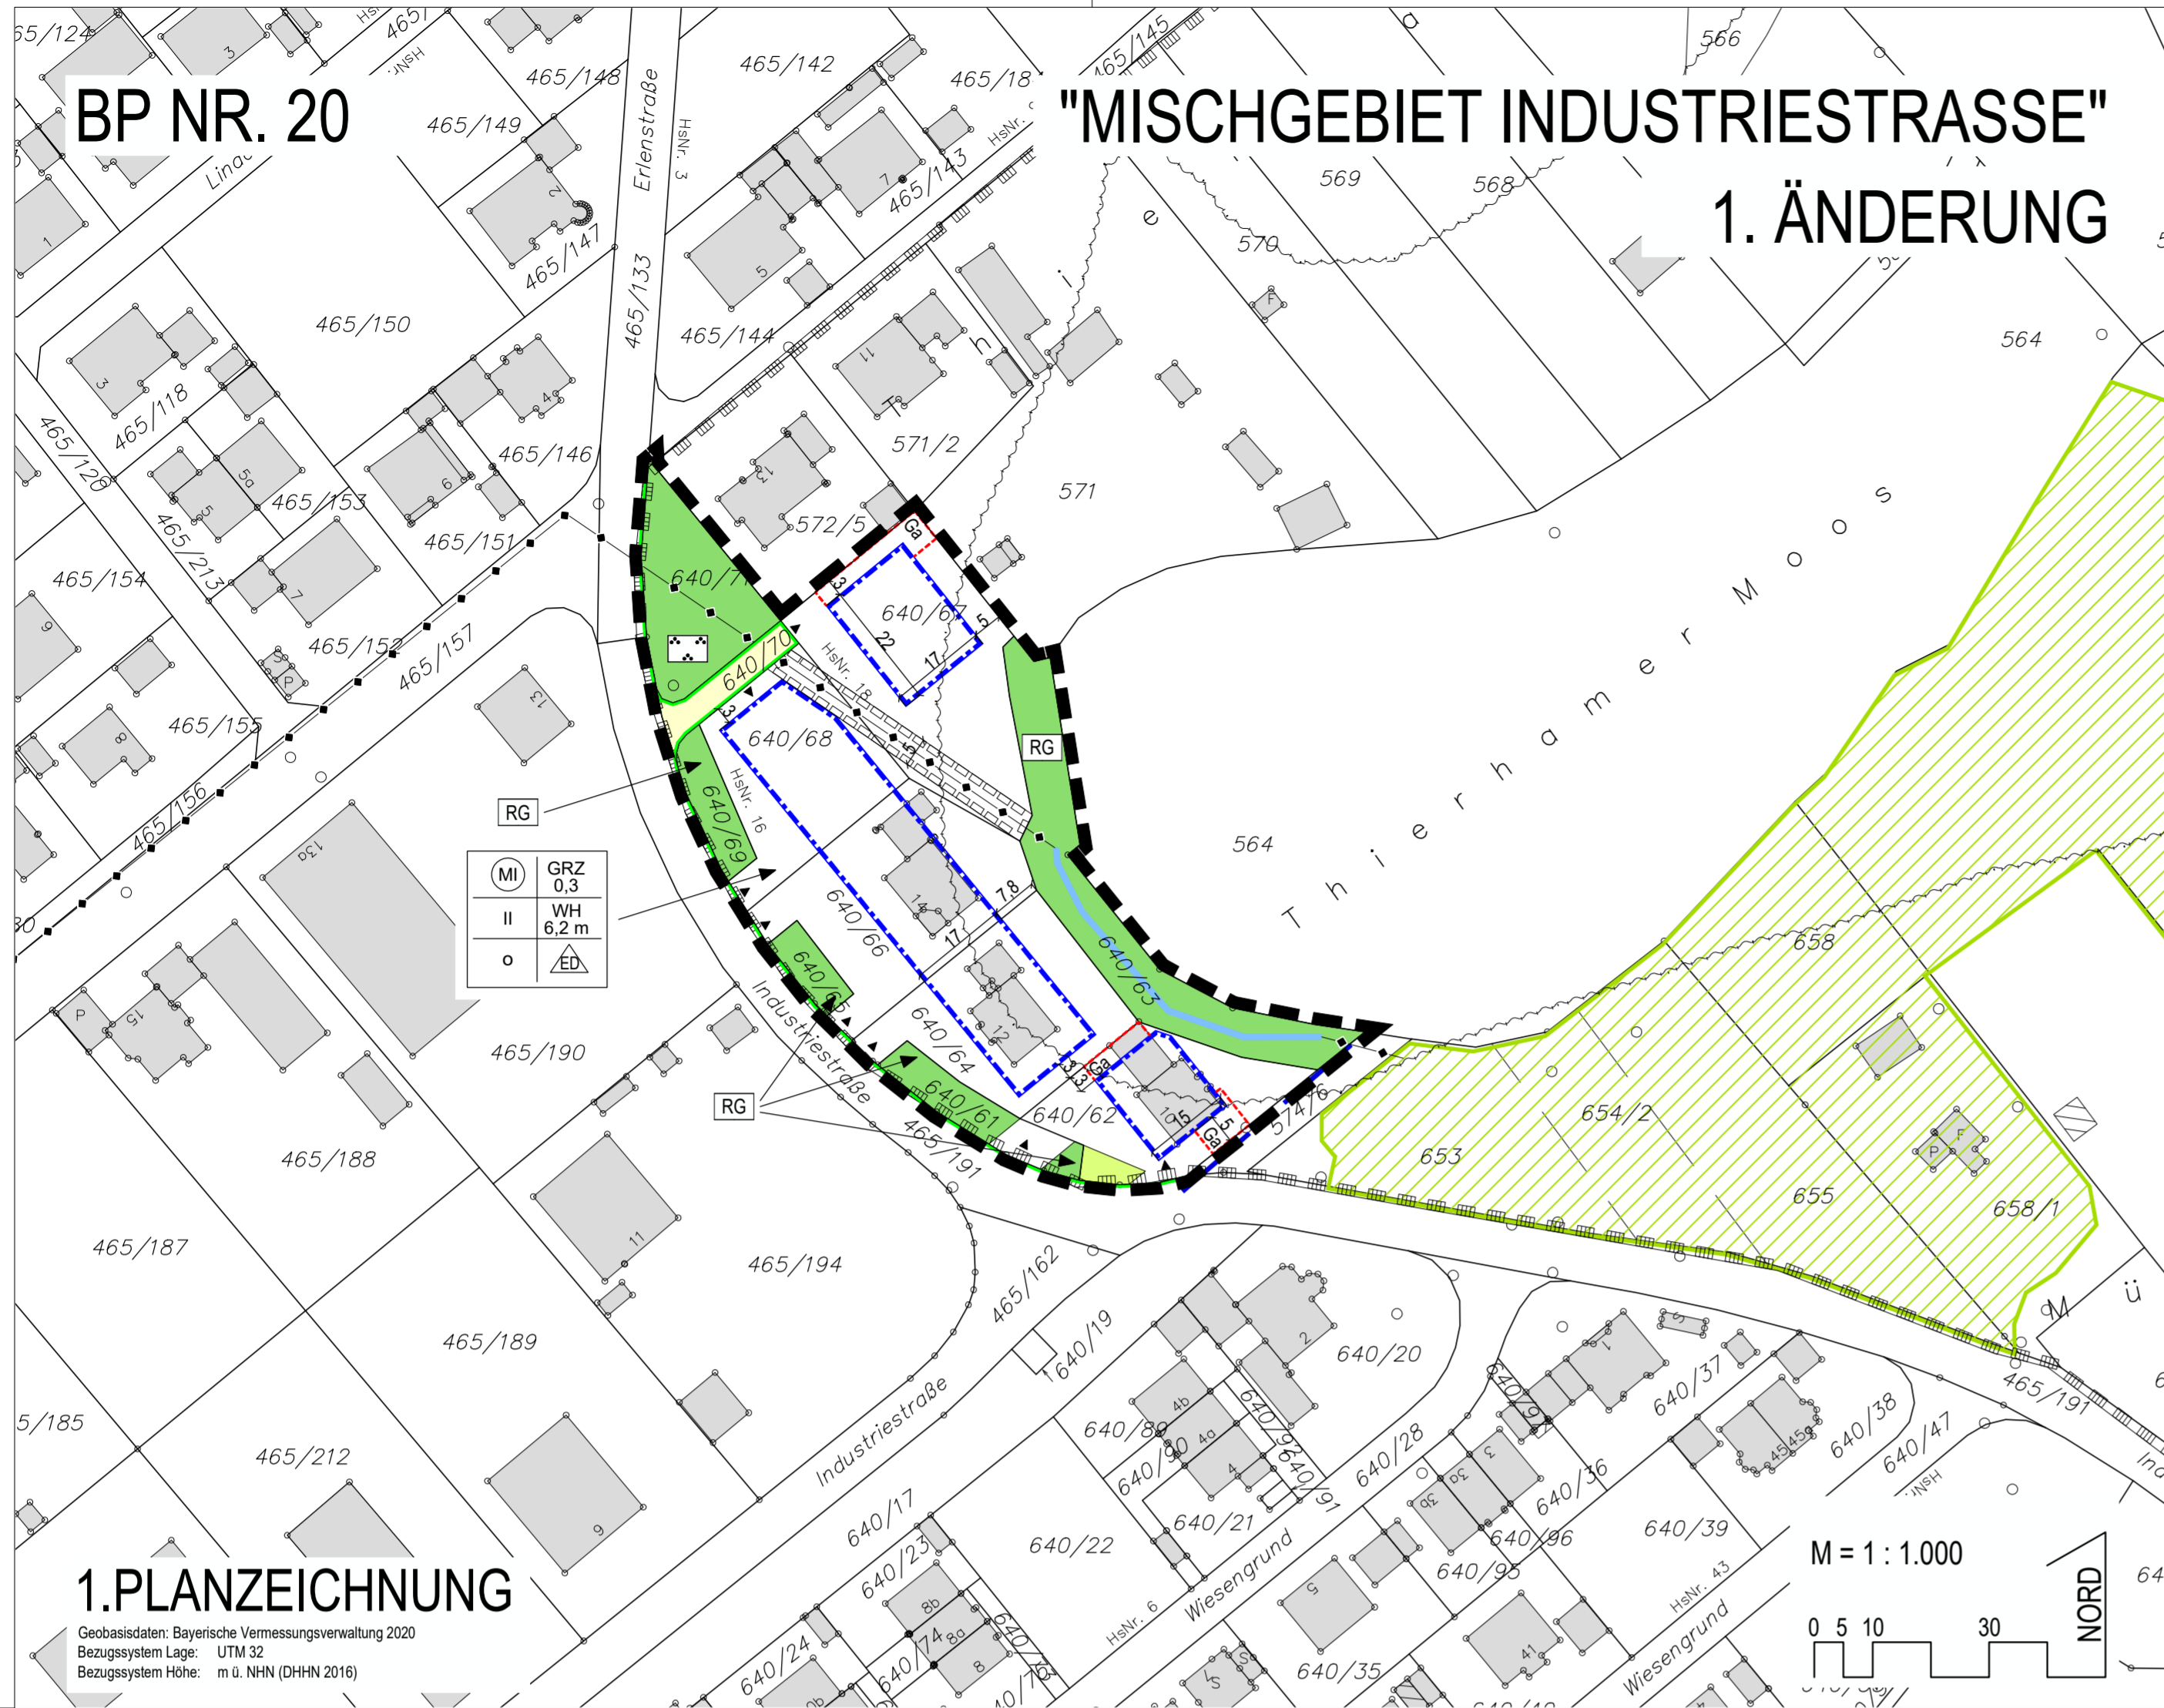 BP NR. 20
"MISCHGEBIET INDUSTRIESTRASSE"
1. ÄNDERUNG
465/148
465/142
465/145
566
465/149
Erlenstraße
HsNr. 3
465/143
569
568
465/147
570
465/150
465/133
465/144
564
465/118
465/146
571/2
465/120
465/153
571
572/5
465/213
465/151
465/154
640/67
465/152
465/157
640/70
HsNr. 18
465/155
640/68
RG
RG
HsNr. 16
640/69
465/156
564
Thierhamer Moos
MI
GRZ
0,3
II
WH
6,2 m
o
ED
640/66
7,8
17
640/63
658
Industriestraße
640/64
465/190
RG
640/61
640/62
Ga
Ga
Ga
574/6
654/2
465/188
465/191
653
655
658/1
465/187
465/194
465/162
465/189
640/19
640/20
640/37
465/191
640/38
640/47
465/212
Industriestraße
640/89
640/90
640/28
640/91
640/36
640/17
640/21
640/22
640/23
640/96
640/95
640/39
Wiesengrund
HsNr. 6
HsNr. 43
Wiesengrund
640/24
640/74
640/35
1.PLANZEICHNUNG
Geobasisdaten: Bayerische Vermessungsverwaltung 2020
Bezugssystem Lage: UTM 32
Bezugssystem Höhe: m ü. NHN (DHHN 2016)
M = 1 : 1.000
0 5 10 30
NORD